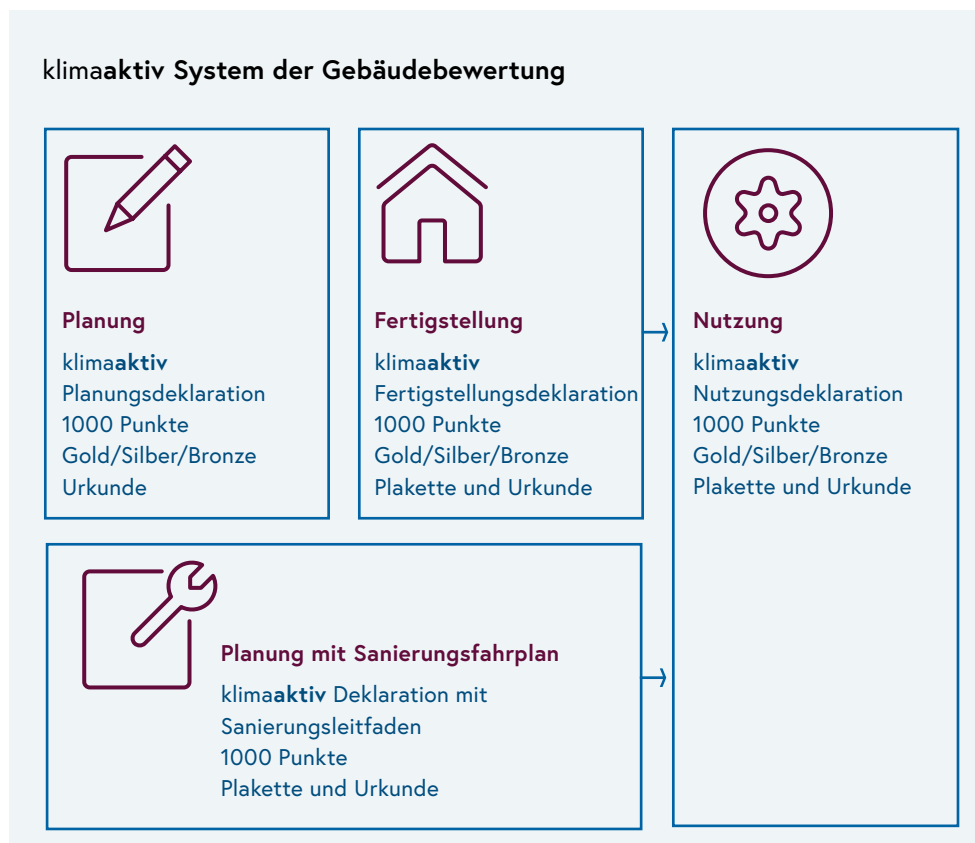 klimaaktiv System der Gebäudebewertung
Planung
klimaaktiv
Planungsdeklaration
1000 Punkte
Gold/Silber/Bronze
Urkunde
Fertigstellung
klimaaktiv
Fertigstellungsdeklaration
1000 Punkte
Gold/Silber/Bronze
Plakette und Urkunde
Nutzung
klimaaktiv
Nutzungsdeklaration
1000 Punkte
Gold/Silber/Bronze
Plakette und Urkunde
Planung mit Sanierungsfahrplan
klimaaktiv Deklaration mit
Sanierungsleitfaden
1000 Punkte
Plakette und Urkunde